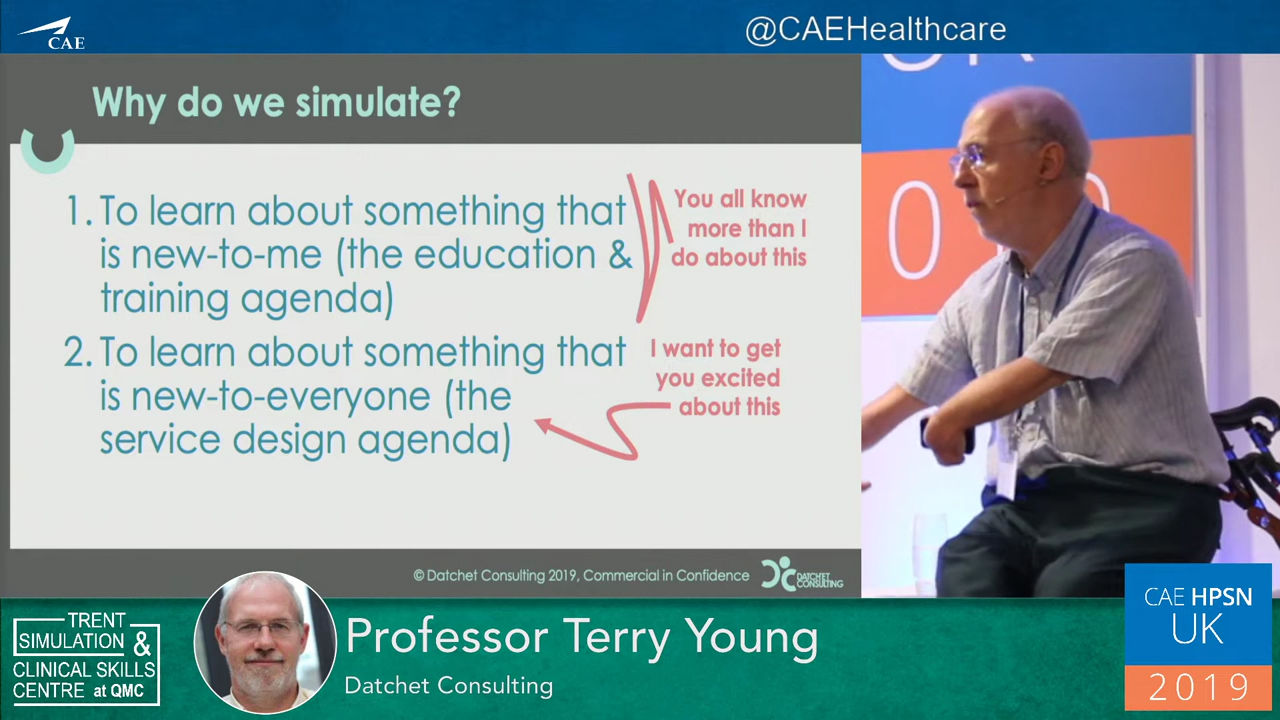 CAE
@CAEHealthcare
Why do we simulate?
1. To learn about something that
is new-to-me (the education &
training agenda)
You all know
more than I
do about this
2. To learn about something that
is new-to-everyone (the
service design agenda)
I want to get
you excited
about this
© Datchet Consulting 2019, Commercial in Confidence
DATCHET
CONSULTING
UK
0
TRENT
SIMULATION &
CLINICAL SKILLS
CENTRE at QMC
Professor Terry Young
Datchet Consulting
CAE HPSN
UK
2019